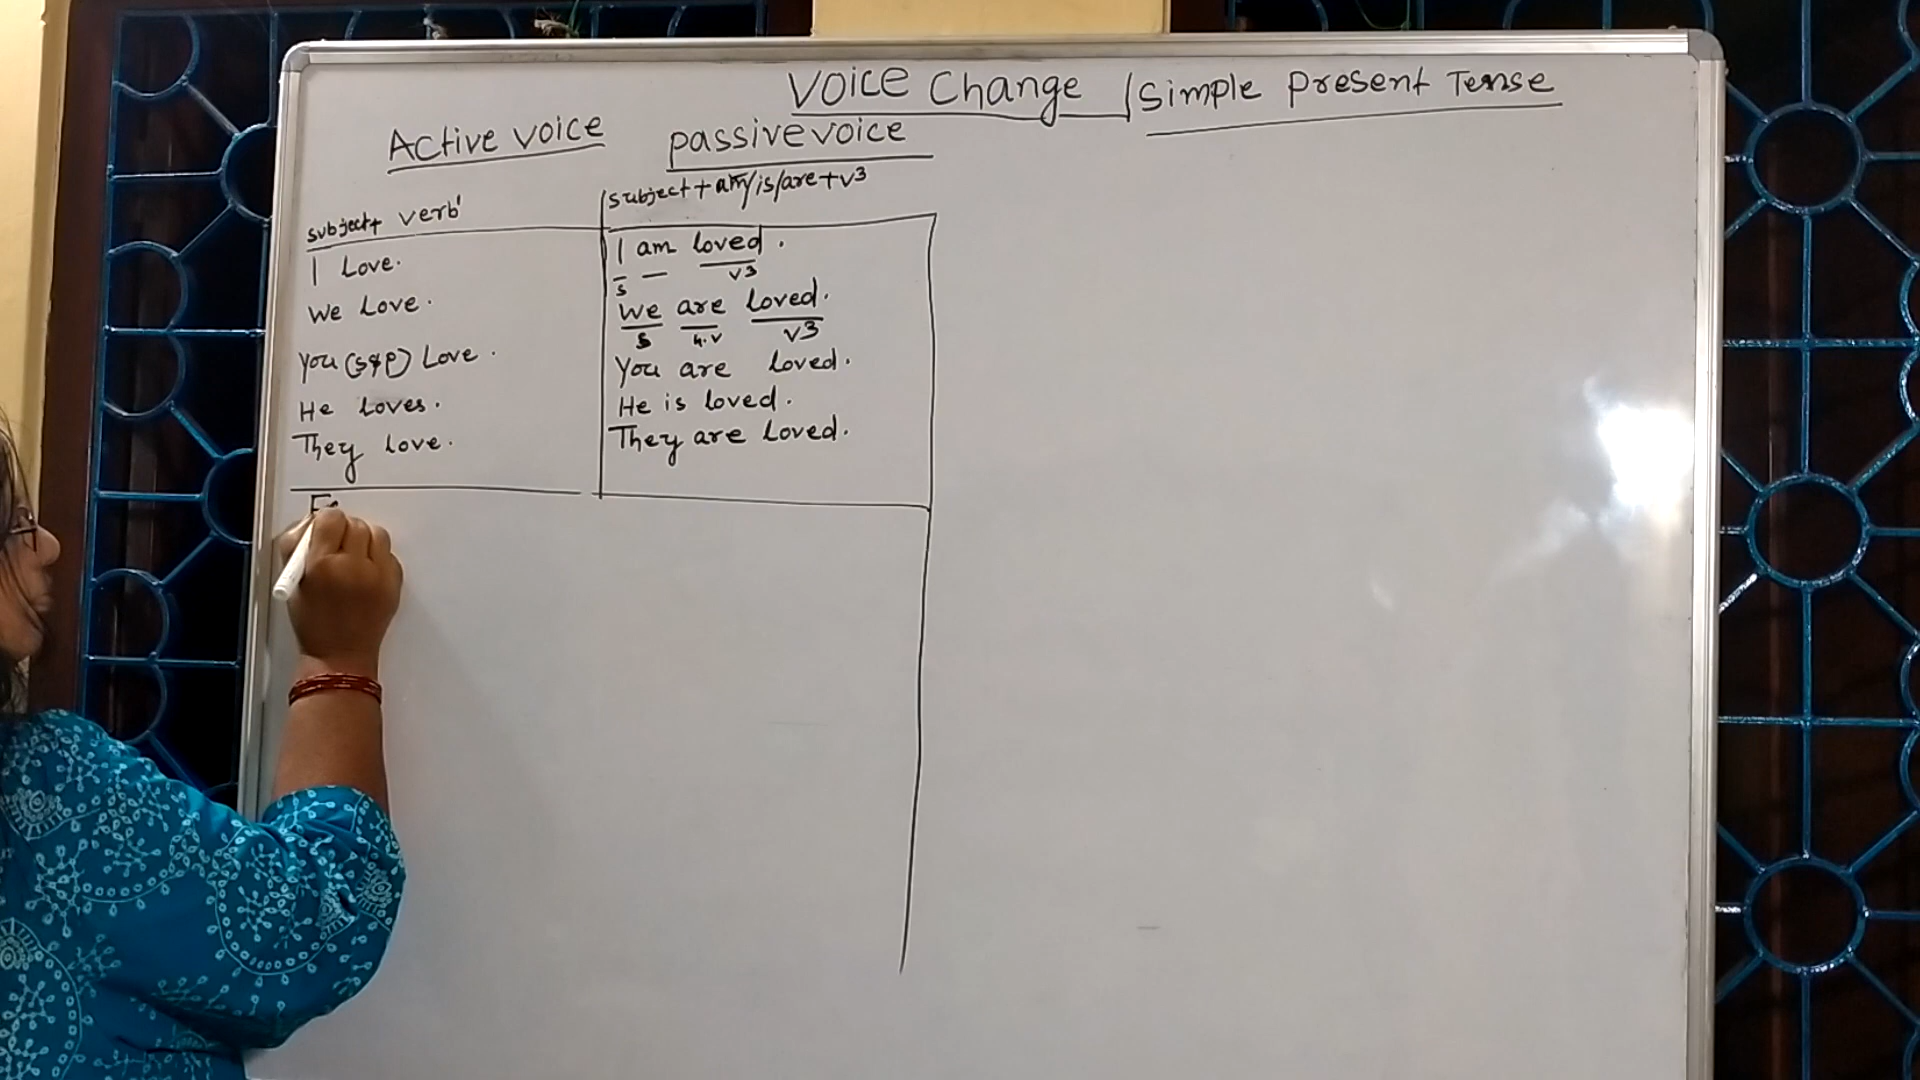 Voice Change | Simple Present Tense
Active voice
passive voice
subject + verb¹
subject + am/is/are + v3
I Love.
I am loved.
s v3
We Love.
We are loved.
s h.v v3
You (s&p) Love.
You are loved.
He Loves.
He is loved.
They Love.
They are Loved.